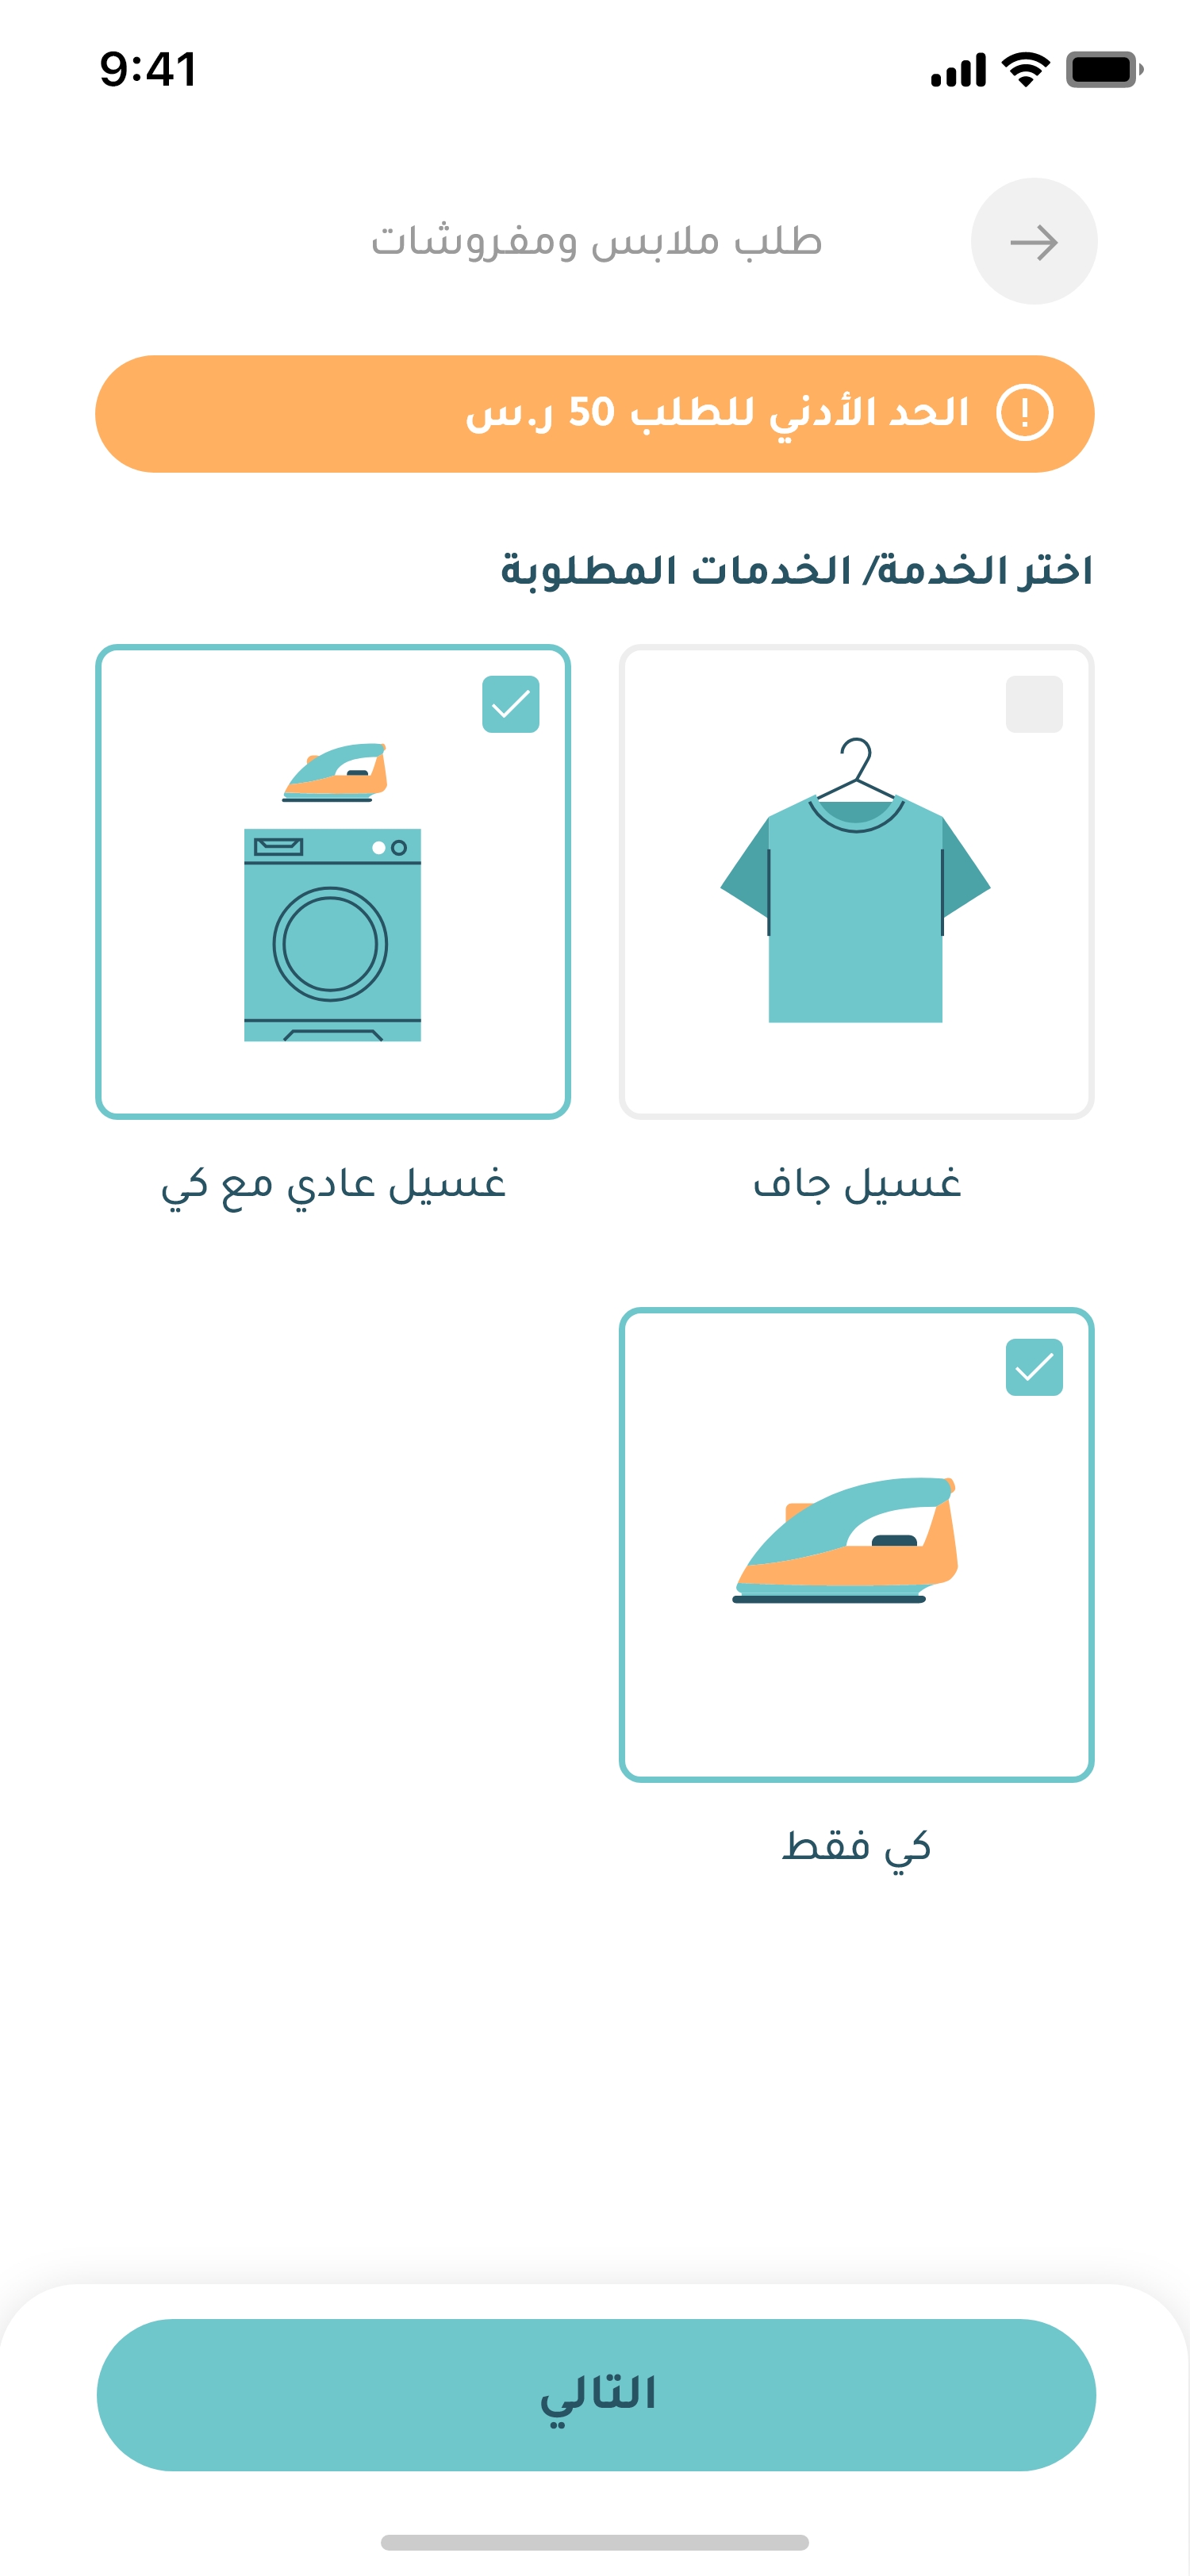 9:41
طلب ملابس ومفروشات
الحد الأدني للطلب 50 ر.س
اختر الخدمة/ الخدمات المطلوبة
غسيل جاف
غسيل عادي مع كي
كي فقط
التالي